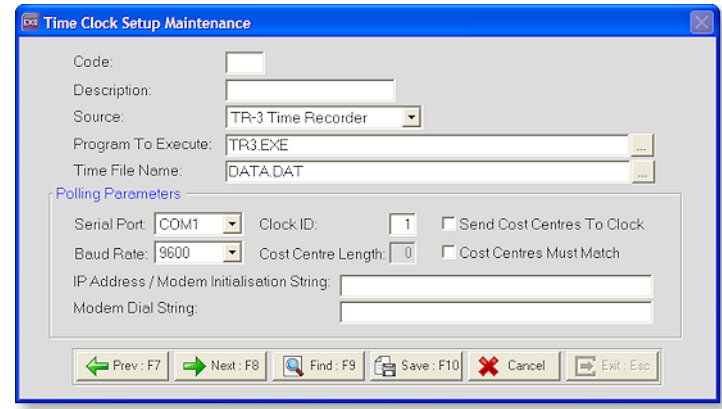 Time Clock Setup Maintenance
Code:
Description:
Source: TR-3 Time Recorder
Program To Execute: TR3.EXE ...
Time File Name: DATA.DAT ...
Polling Parameters
Serial Port: COM1 Clock ID: 1 Send Cost Centres To Clock
Baud Rate: 9600 Cost Centre Length: 0 Cost Centres Must Match
IP Address / Modem Initialisation String:
Modem Dial String:
Prev : F7 Next : F8 Find : F9 Save : F10 Cancel Exit : Esc